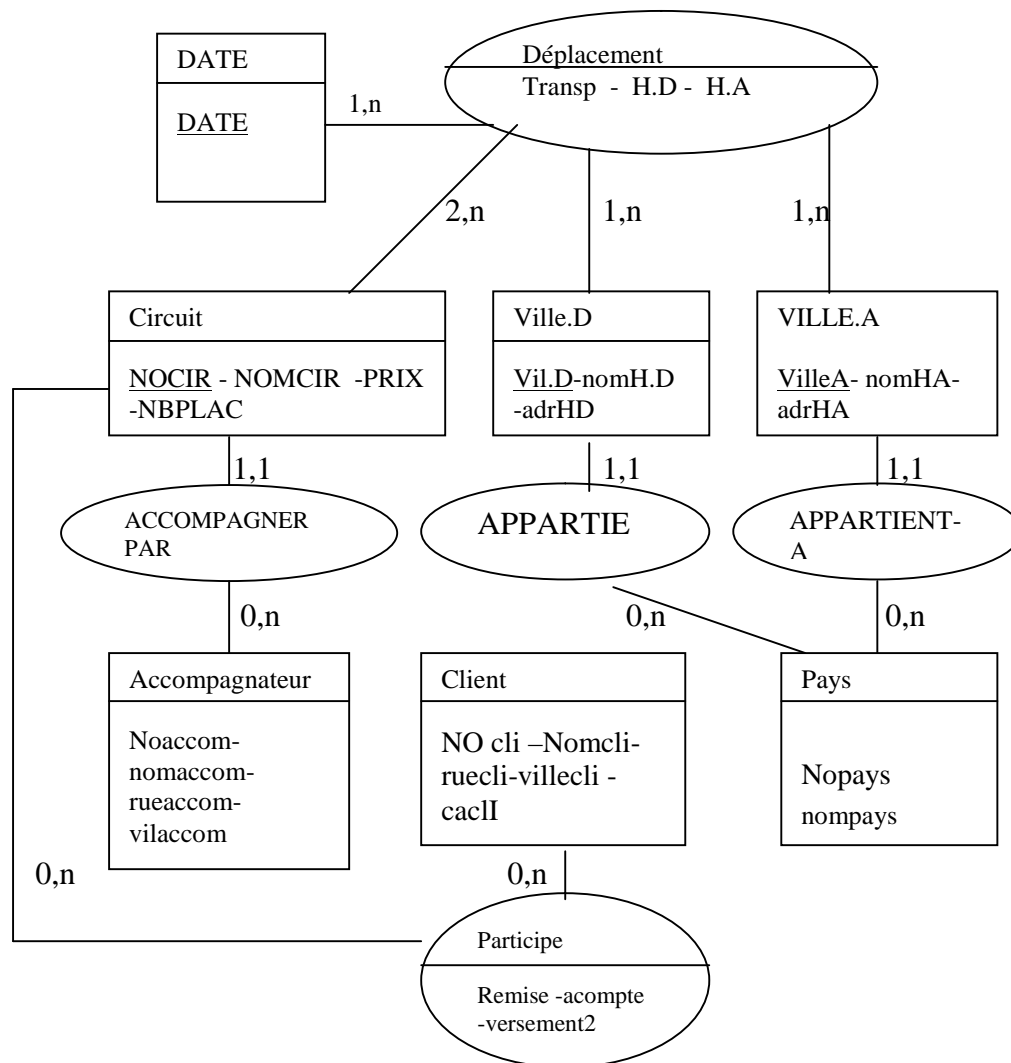 DATE
DATE
1,n
Déplacement
Transp - H.D - H.A
2,n
1,n
1,n
Circuit
NOCIR - NOMCIR -PRIX
-NBPLAC
Ville.D
Vil.D-nomH.D
-adrHD
VILLE.A
VilleA- nomHA-
adrHA
1,1
1,1
1,1
ACCOMPAGNER
PAR
APPARTIE
APPARTIENT-
A
0,n
0,n
0,n
Accompagnateur
Noaccom-
nomaccom-
rueaccom-
vilaccom
Client
NO cli –Nomcli-
ruecli-villecli -
caclI
Pays
Nopays
nompays
0,n
0,n
Participe
Remise -acompte
-versement2